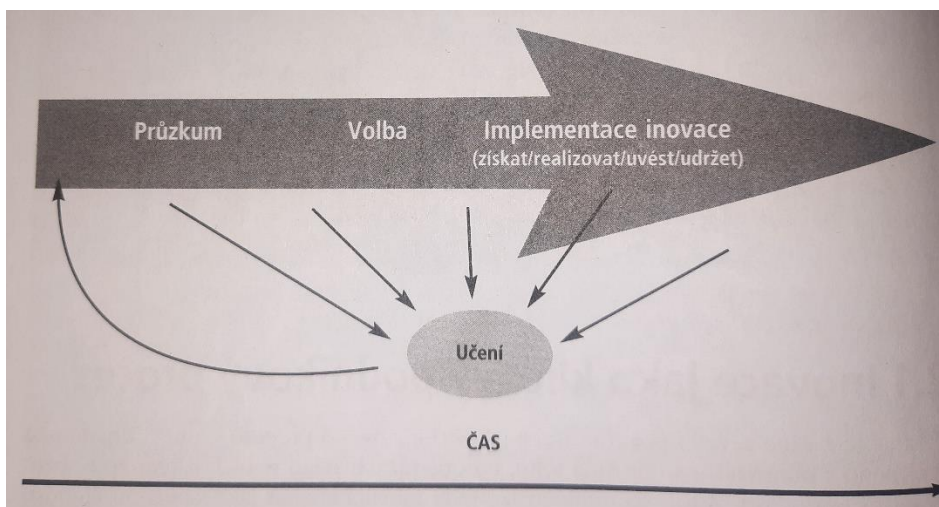 Průzkum
Volba
Implementace inovace
(získat/realizovat/uvést/udržet)
Učení
ČAS